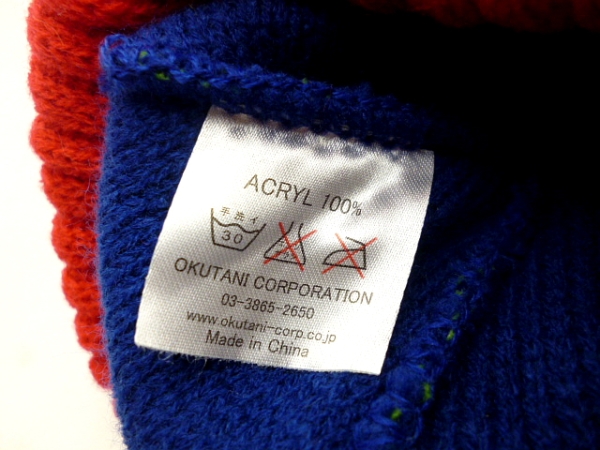 ACRYL 100%
手洗イ
30
OKUTANI CORPORATION
03-3865-2650
www.okutani-corp.co.jp
Made in China